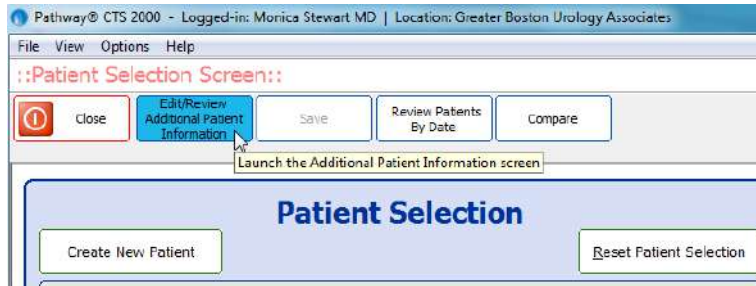 Pathway® CTS 2000 - Logged-in: Monica Stewart MD | Location: Greater Boston Urology Associates
File View Options Help
::Patient Selection Screen::
Close
Edit/Review
Additional Patient
Information
Save
Review Patients
By Date
Compare
Launch the Additional Patient Information screen
Patient Selection
Create New Patient
Reset Patient Selection